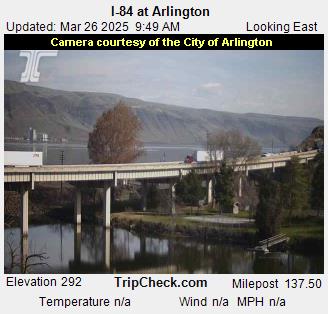 I-84 at Arlington
Updated: Mar 26 2025 9:49 AM Looking East
Camera courtesy of the City of Arlington
Elevation 292 TripCheck.com Milepost 137.50
Temperature n/a Wind n/a MPH n/a